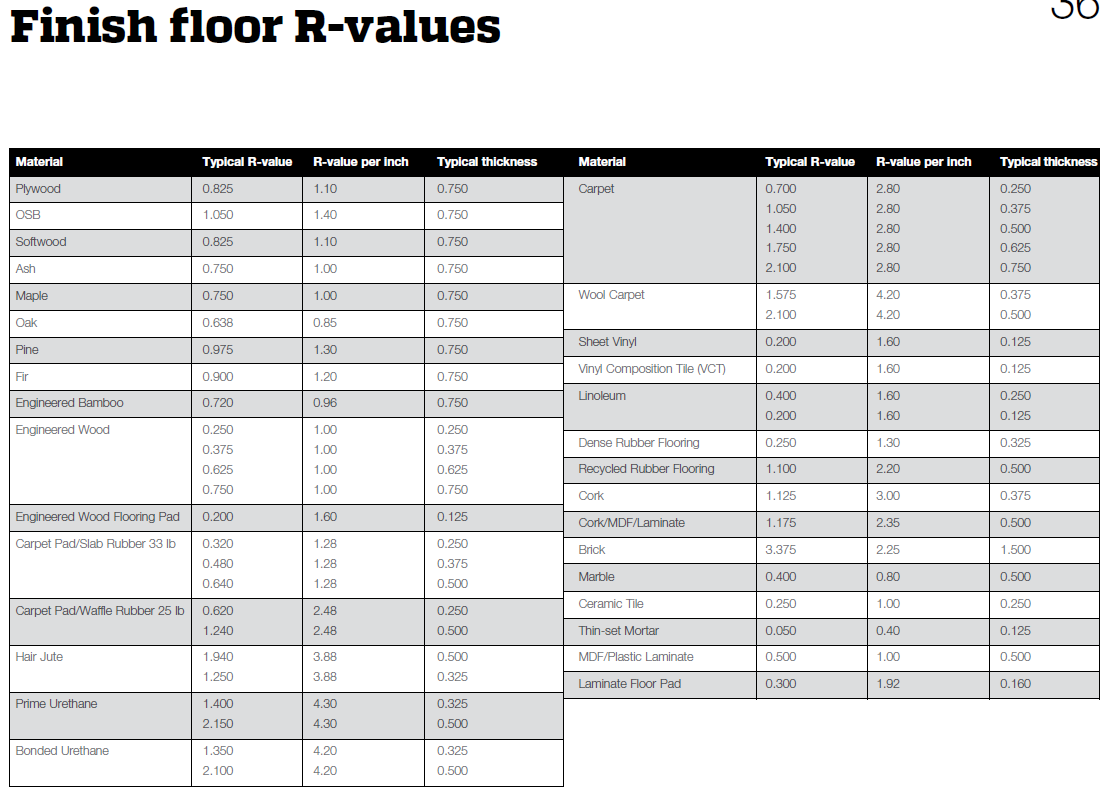 Finish floor R-values
36
Material Typical R-value R-value per inch Typical thickness
Plywood 0.825 1.10 0.750
OSB 1.050 1.40 0.750
Softwood 0.825 1.10 0.750
Ash 0.750 1.00 0.750
Maple 0.750 1.00 0.750
Oak 0.638 0.85 0.750
Pine 0.975 1.30 0.750
Fir 0.900 1.20 0.750
Engineered Bamboo 0.720 0.96 0.750
Engineered Wood 0.250 1.00 0.250
0.375 1.00 0.375
0.625 1.00 0.625
0.750 1.00 0.750
Engineered Wood Flooring Pad 0.200 1.60 0.125
Carpet Pad/Slab Rubber 33 lb 0.320 1.28 0.250
0.480 1.28 0.375
0.640 1.28 0.500
Carpet Pad/Waffle Rubber 25 lb 0.620 2.48 0.250
1.240 2.48 0.500
Hair Jute 1.940 3.88 0.500
1.250 3.88 0.325
Prime Urethane 1.400 4.30 0.325
2.150 4.30 0.500
Bonded Urethane 1.350 4.20 0.325
2.100 4.20 0.500
Material Typical R-value R-value per inch Typical thickness
Carpet 0.700 2.80 0.250
1.050 2.80 0.375
1.400 2.80 0.500
1.750 2.80 0.625
2.100 2.80 0.750
Wool Carpet 1.575 4.20 0.375
2.100 4.20 0.500
Sheet Vinyl 0.200 1.60 0.125
Vinyl Composition Tile (VCT) 0.200 1.60 0.125
Linoleum 0.400 1.60 0.250
0.200 1.60 0.125
Dense Rubber Flooring 0.250 1.30 0.325
Recycled Rubber Flooring 1.100 2.20 0.500
Cork 1.125 3.00 0.375
Cork/MDF/Laminate 1.175 2.35 0.500
Brick 3.375 2.25 1.500
Marble 0.400 0.80 0.500
Ceramic Tile 0.250 1.00 0.250
Thin-set Mortar 0.050 0.40 0.125
MDF/Plastic Laminate 0.500 1.00 0.500
Laminate Floor Pad 0.300 1.92 0.160